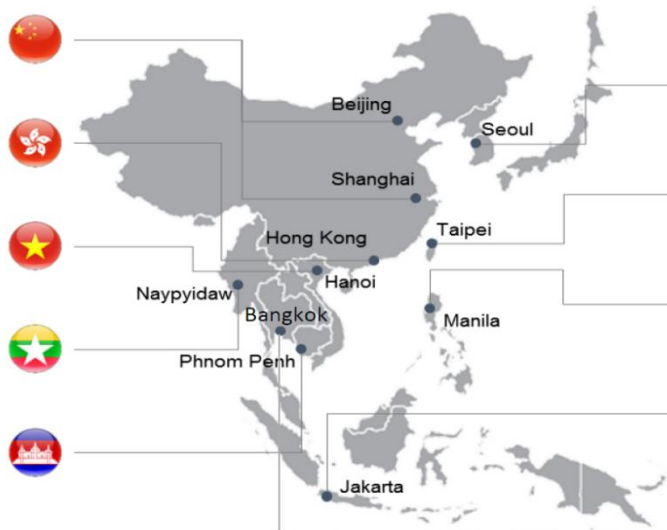 Beijing
Seoul
Shanghai
Taipei
Hong Kong
Hanoi
Naypyidaw
Bangkok
Manila
Phnom Penh
Jakarta